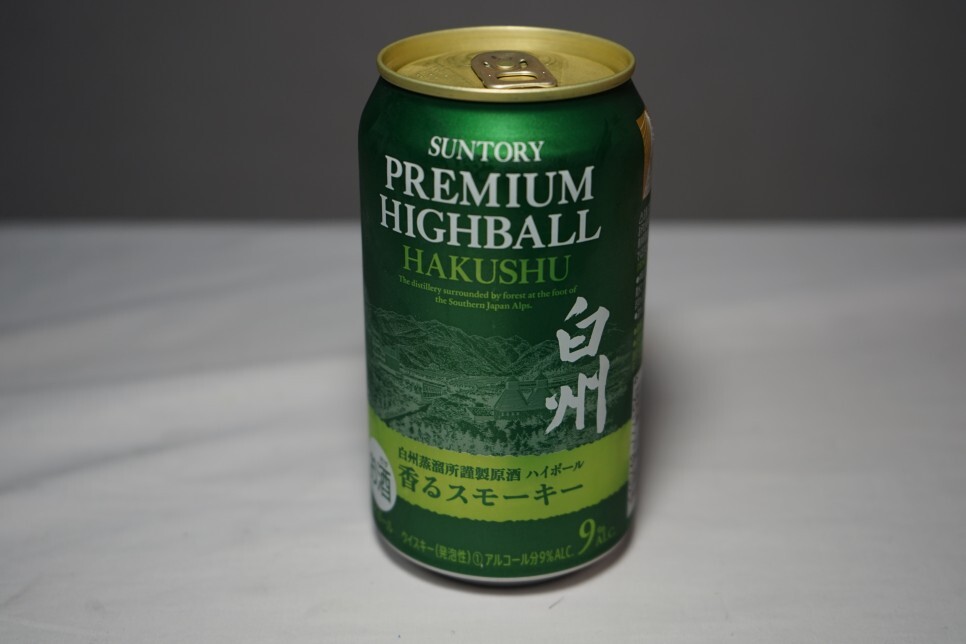 SUNTORY
PREMIUM
HIGHBALL
HAKUSHU
The distillery surrounded by forest at the foot of
the Southern Japan Alps.
白州
白州蒸溜所謹製原酒 ハイボール
香るスモーキー
酒
ウイスキー(発泡性)① アルコール分9%ALC.
9% ALC.